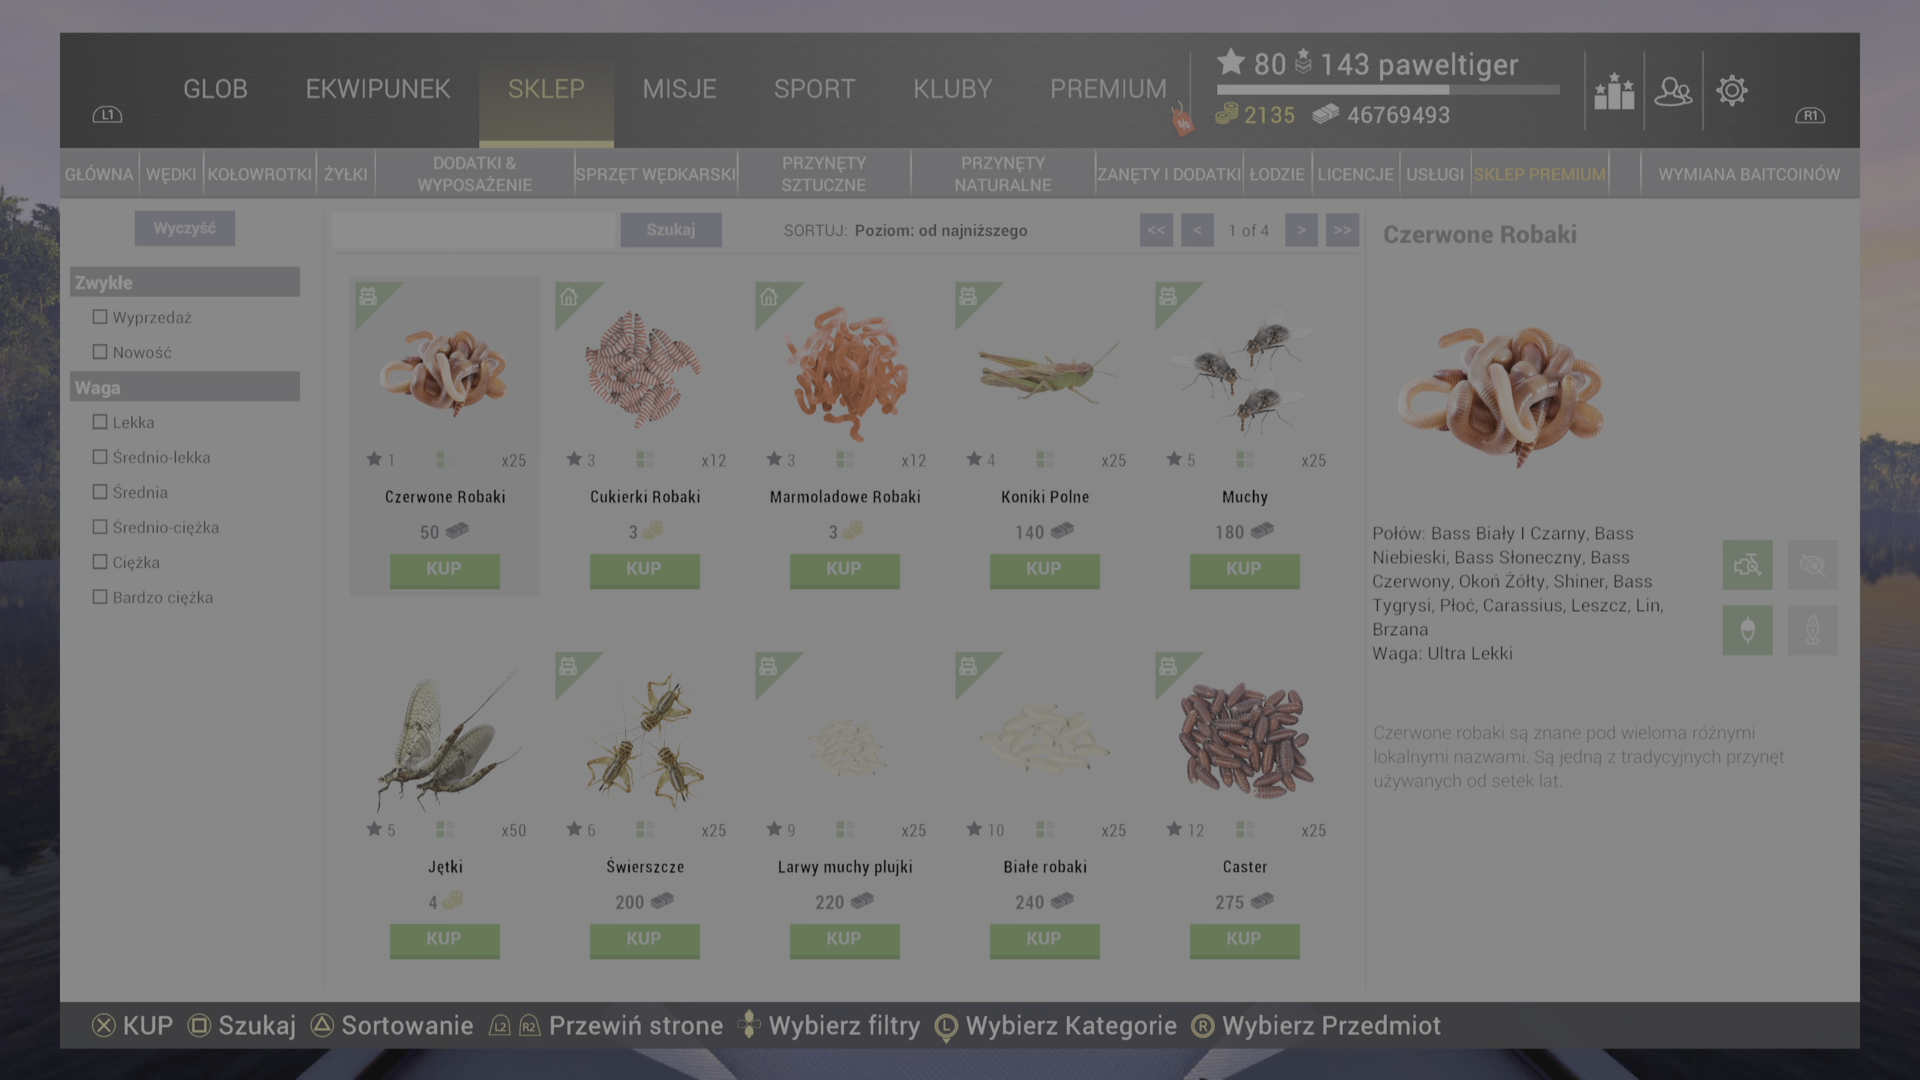 GLOB EKWIPUNEK SKLEP MISJE SPORT KLUBY PREMIUM
80 143 paweltiger
2135 46769493
L1
R1
GŁÓWNA WĘDKI KOŁOWROTKI ŻYŁKI DODATKI & WYPOSAŻENIE SPRZĘT WĘDKARSKI PRZYNĘTY SZTUCZNE PRZYNĘTY NATURALNE ZANĘTY I DODATKI ŁODZIE LICENCJE USŁUGI SKLEP PREMIUM WYMIANA BAITCOINÓW
Wyczyść
Zwykłe
Wyprzedaż
Nowość
Waga
Lekka
Średnio-lekka
Średnia
Średnio-ciężka
Ciężka
Bardzo ciężka
Szukaj SORTUJ: Poziom: od najniższego << < 1 of 4 > >>
1 x25 3 x12 3 x12 4 x25 5 x25
Czerwone Robaki Cukierki Robaki Marmoladowe Robaki Koniki Polne Muchy
50 3 3 140 180
KUP KUP KUP KUP KUP
5 x50 6 x25 9 x25 10 x25 12 x25
Jętki Świerszcze Larwy muchy plujki Białe robaki Caster
4 200 220 240 275
KUP KUP KUP KUP KUP
Czerwone Robaki
Połów: Bass Biały I Czarny, Bass
Niebieski, Bass Słoneczny, Bass
Czerwony, Okoń Żółty, Shiner, Bass
Tygrysi, Płoć, Carassius, Leszcz, Lin,
Brzana
Waga: Ultra Lekki
Czerwone robaki są znane pod wieloma różnymi
lokalnymi nazwami. Są jedną z tradycyjnych przynęt
używanych od setek lat.
KUP Szukaj Sortowanie L2 R2 Przewiń strone Wybierz filtry L Wybierz Kategorie R Wybierz Przedmiot